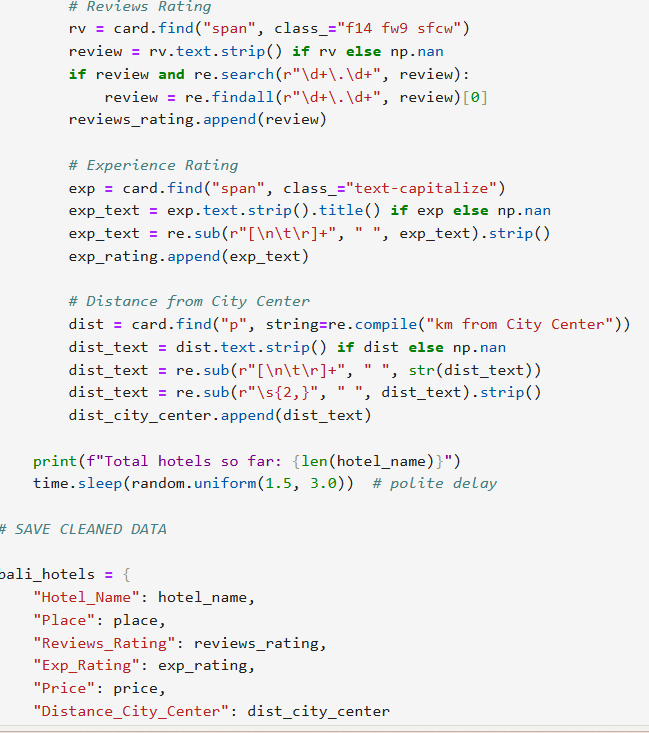 # Reviews Rating
rv = card.find("span", class_="f14 fw9 sfcw")
review = rv.text.strip() if rv else np.nan
if review and re.search(r"\d+\.\d+", review):
review = re.findall(r"\d+\.\d+", review)[0]
reviews_rating.append(review)
# Experience Rating
exp = card.find("span", class_="text-capitalize")
exp_text = exp.text.strip().title() if exp else np.nan
exp_text = re.sub(r"[\n\t\r]+", " ", exp_text).strip()
exp_rating.append(exp_text)
# Distance from City Center
dist = card.find("p", string=re.compile("km from City Center"))
dist_text = dist.text.strip() if dist else np.nan
dist_text = re.sub(r"[\n\t\r]+", " ", str(dist_text))
dist_text = re.sub(r"\s{2,}", " ", dist_text).strip()
dist_city_center.append(dist_text)
print(f"Total hotels so far: {len(hotel_name)}")
time.sleep(random.uniform(1.5, 3.0))  # polite delay
# SAVE CLEANED DATA
bali_hotels = {
"Hotel_Name": hotel_name,
"Place": place,
"Reviews_Rating": reviews_rating,
"Exp_Rating": exp_rating,
"Price": price,
"Distance_City_Center": dist_city_center